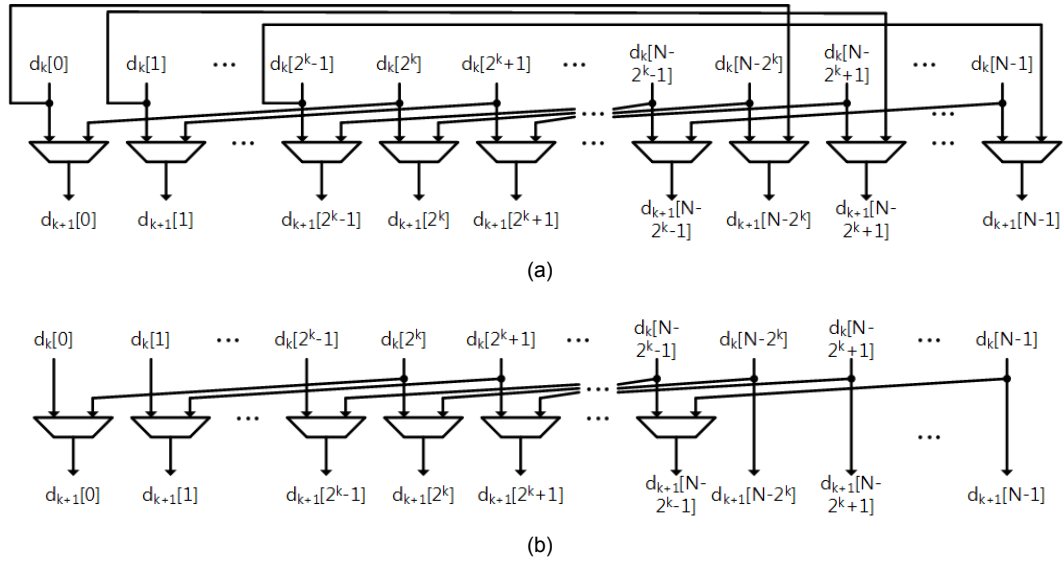 dₖ[0] dₖ[1] ... dₖ[2ᵏ-1] dₖ[2ᵏ] dₖ[2ᵏ+1] ... dₖ[N-2ᵏ-1] dₖ[N-2ᵏ] dₖ[N-2ᵏ+1] ... dₖ[N-1]
... ... ...
dₖ₊₁[0] dₖ₊₁[1] dₖ₊₁[2ᵏ-1] dₖ₊₁[2ᵏ] dₖ₊₁[2ᵏ+1] dₖ₊₁[N-2ᵏ-1] dₖ₊₁[N-2ᵏ] dₖ₊₁[N-2ᵏ+1] dₖ₊₁[N-1]
(a)
dₖ[0] dₖ[1] ... dₖ[2ᵏ-1] dₖ[2ᵏ] dₖ[2ᵏ+1] ... dₖ[N-2ᵏ-1] dₖ[N-2ᵏ] dₖ[N-2ᵏ+1] ... dₖ[N-1]
... ... ...
dₖ₊₁[0] dₖ₊₁[1] dₖ₊₁[2ᵏ-1] dₖ₊₁[2ᵏ] dₖ₊₁[2ᵏ+1] dₖ₊₁[N-2ᵏ-1] dₖ₊₁[N-2ᵏ] dₖ₊₁[N-2ᵏ+1] dₖ₊₁[N-1]
(b)